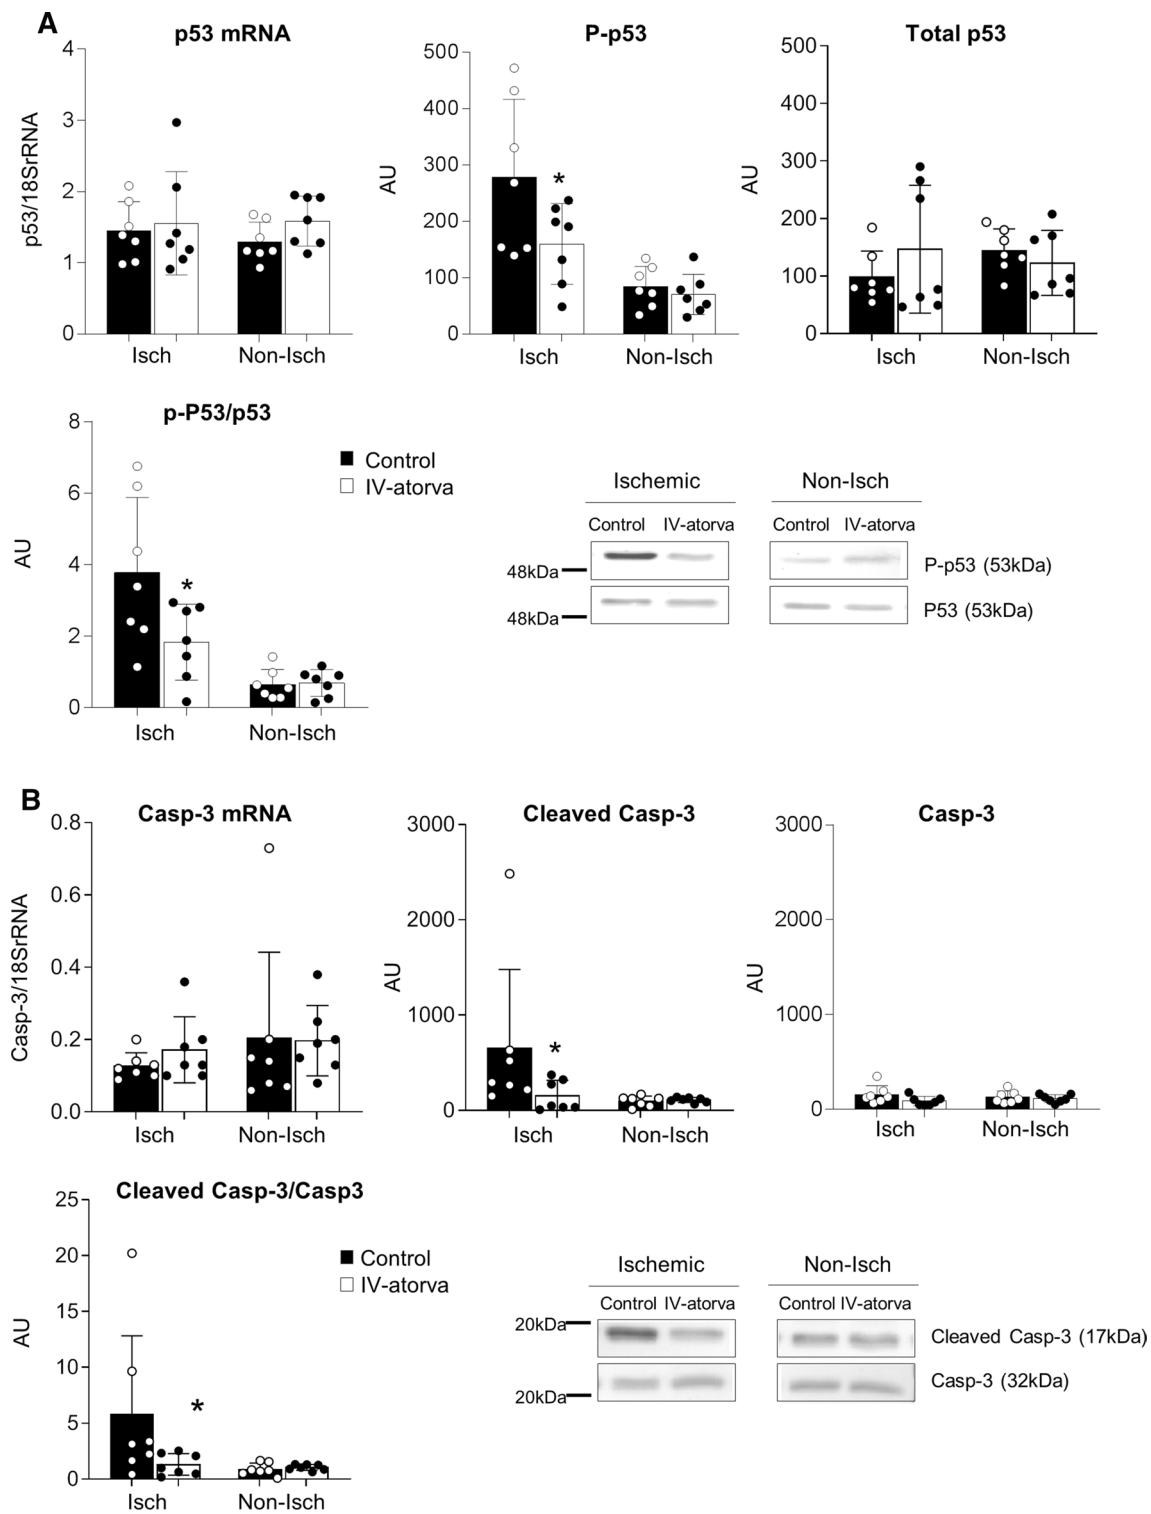 A
p53 mRNA
P-p53
Total p53
p53/18SrRNA
4
3
2
1
0
Isch
Non-Isch
AU
500
400
300
200
100
0
*
Isch
Non-Isch
AU
500
400
300
200
100
0
Isch
Non-Isch
p-P53/p53
AU
8
6
4
2
0
*
Isch
Non-Isch
Control
IV-atorva
Ischemic
Non-Isch
Control IV-atorva
Control IV-atorva
48kDa
P-p53 (53kDa)
48kDa
P53 (53kDa)
B
Casp-3 mRNA
Cleaved Casp-3
Casp-3
Casp-3/18SrRNA
0.8
0.6
0.4
0.2
0.0
Isch
Non-Isch
AU
3000
2000
1000
0
*
Isch
Non-Isch
AU
3000
2000
1000
0
Isch
Non-Isch
Cleaved Casp-3/Casp3
AU
25
20
15
10
5
0
*
Isch
Non-Isch
Control
IV-atorva
Ischemic
Non-Isch
Control IV-atorva
Control IV-atorva
20kDa
Cleaved Casp-3 (17kDa)
20kDa
Casp-3 (32kDa)